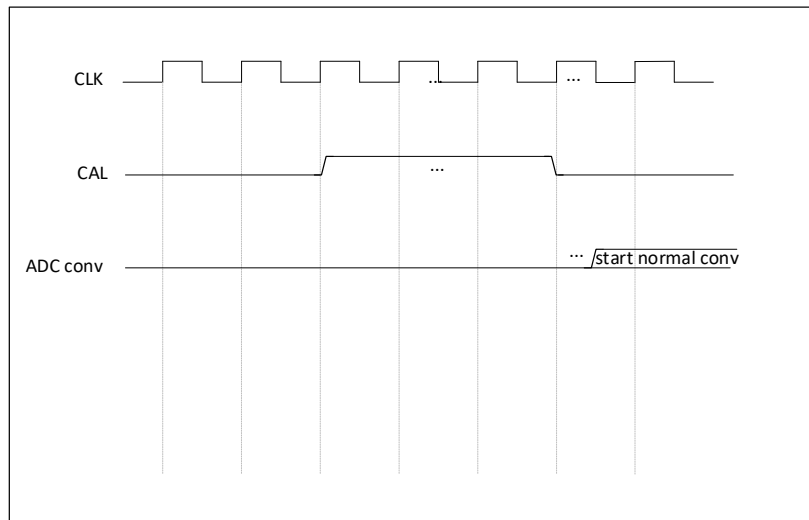 CLK
... ...
CAL
...
ADC conv
... start normal conv